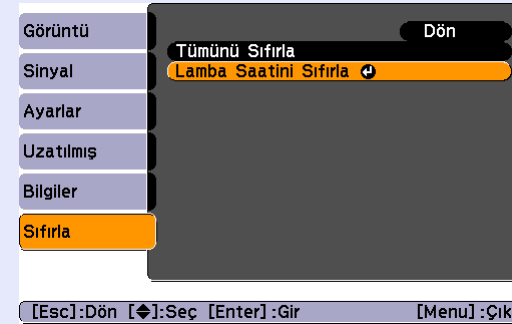 Görüntü
Sinyal
Ayarlar
Uzatılmış
Bilgiler
Sıfırla
Dön
Tümünü Sıfırla
Lamba Saatini Sıfırla
[Esc]:Dön [◆]:Seç [Enter]:Gir [Menu]:Çık